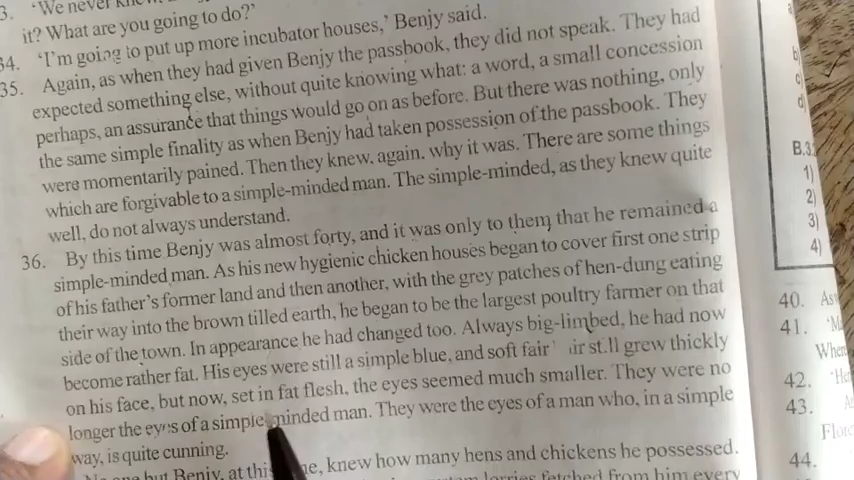 3. 'We never
it? What are you going to do?'
34. 'I'm going to put up more incubator houses,' Benjy said.
35. Again, as when they had given Benjy the passbook, they did not speak. They had
expected something else, without quite knowing what: a word, a small concession
perhaps, an assurance that things would go on as before. But there was nothing, only
the same simple finality as when Benjy had taken possession of the passbook. They
were momentarily pained. Then they knew, again, why it was. There are some things
which are forgivable to a simple-minded man. The simple-minded, as they knew quite
well, do not always understand.
36. By this time Benjy was almost forty, and it was only to them that he remained a
simple-minded man. As his new hygienic chicken houses began to cover first one strip
of his father's former land and then another, with the grey patches of hen-dung eating
their way into the brown tilled earth, he began to be the largest poultry farmer on that
side of the town. In appearance he had changed too. Always big-limbed, he had now
become rather fat. His eyes were still a simple blue, and soft fair still grew thickly
on his face, but now, set in fat flesh, the eyes seemed much smaller. They were no
longer the eyes of a simple-minded man. They were the eyes of a man who, in a simple
way, is quite cunning.
but Benjy, at this knew how many hens and chickens he possessed.
lorries fetched from him every
b)
c)
d)
B.3.
1)
2)
3)
4)
40.
41.
When
42.
43.
44.